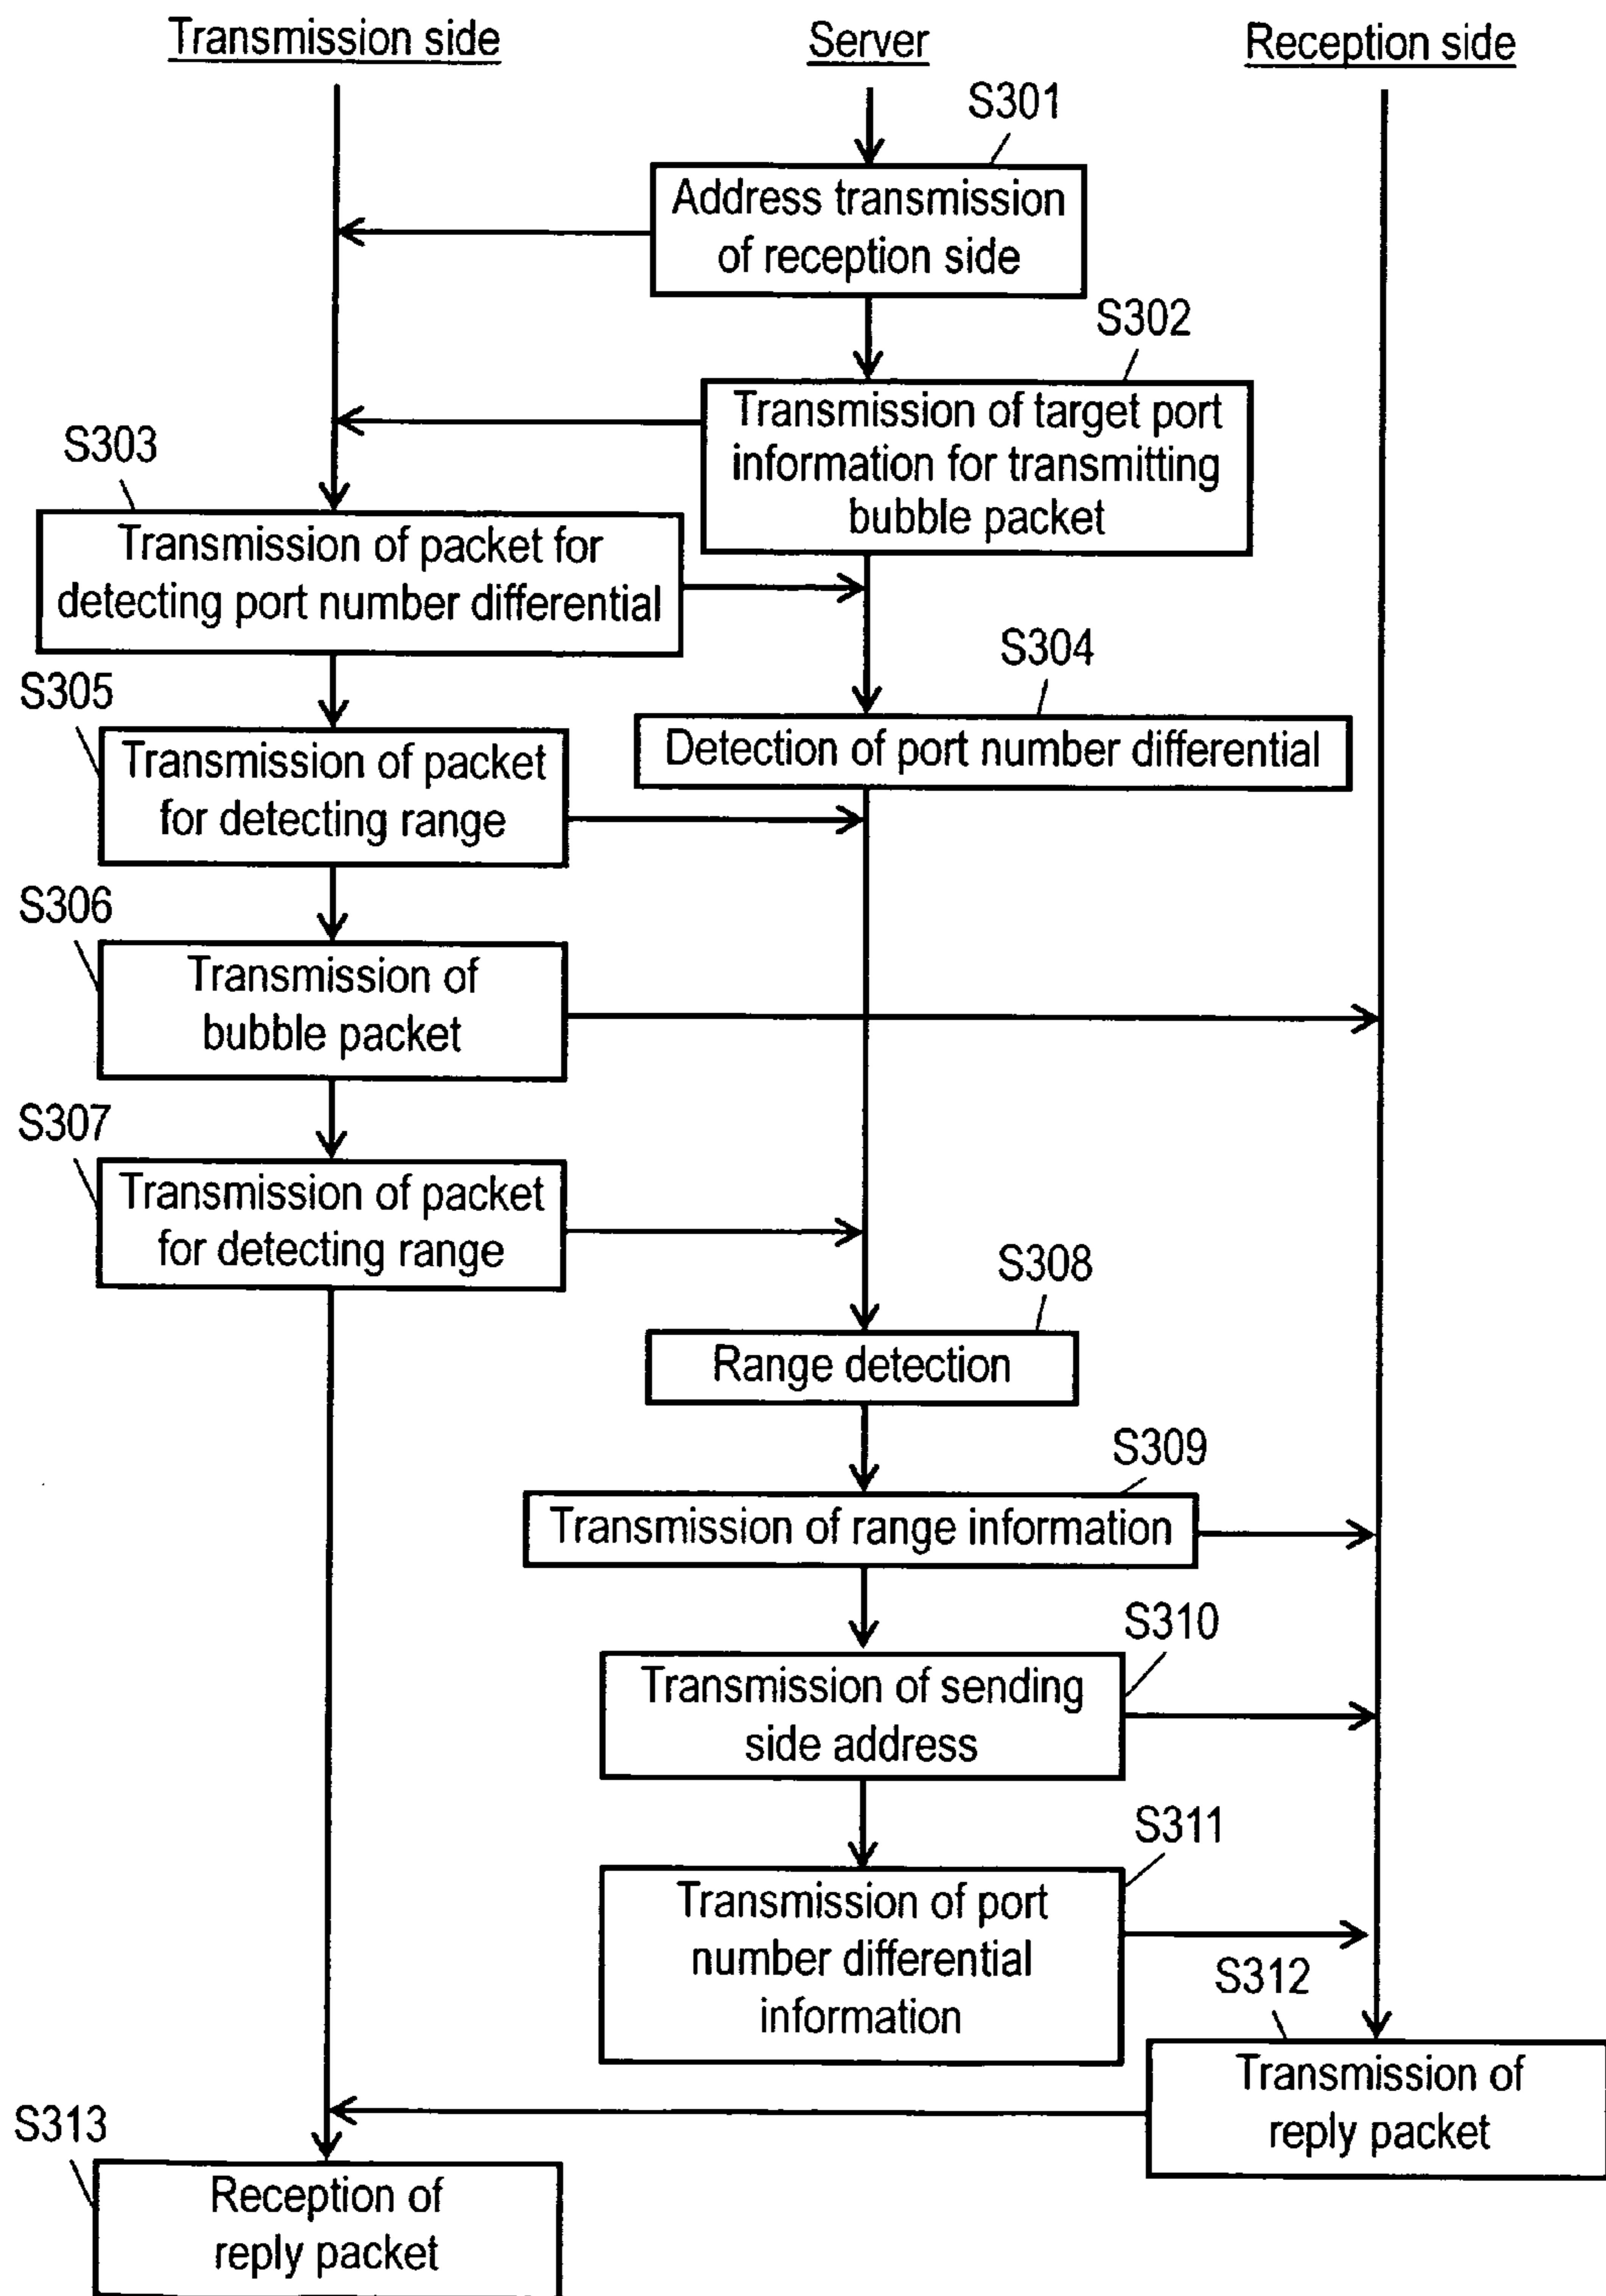 Transmission side
Server
Reception side
S301
Address transmission
of reception side
S302
Transmission of target port
information for transmitting
bubble packet
S303
Transmission of packet for
detecting port number differential
S304
Detection of port number differential
S305
Transmission of packet
for detecting range
S306
Transmission of
bubble packet
S307
Transmission of packet
for detecting range
S308
Range detection
S309
Transmission of range information
S310
Transmission of sending
side address
S311
Transmission of port
number differential
information
S312
Transmission of
reply packet
S313
Reception of
reply packet